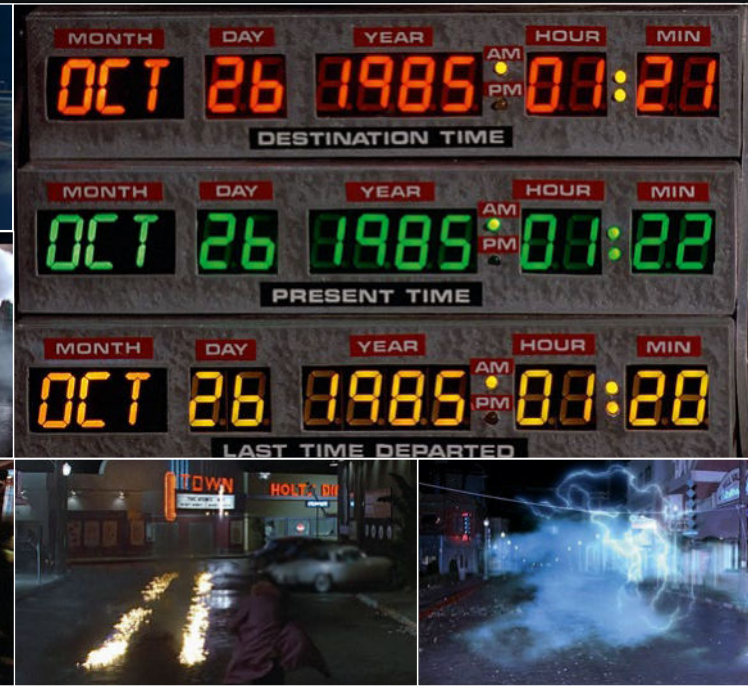 MONTH DAY YEAR AM HOUR MIN
OCT 26 1985 PM 01:21
DESTINATION TIME
MONTH DAY YEAR AM HOUR MIN
OCT 26 1985 PM 01:22
PRESENT TIME
MONTH DAY YEAR AM HOUR MIN
OCT 26 1985 PM 01:20
LAST TIME DEPARTED
TOWN
HOLT